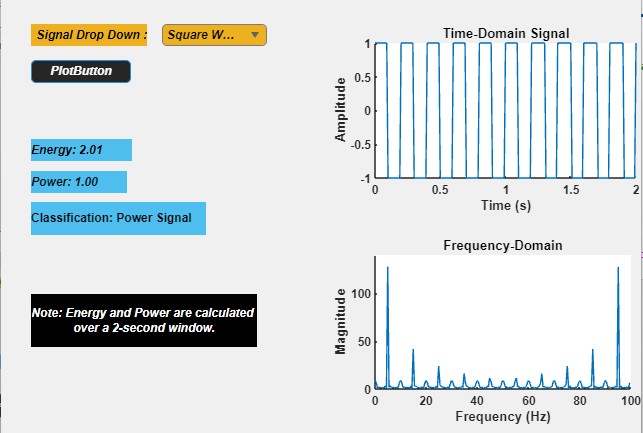 Signal Drop Down :
Square W...
PlotButton
Energy: 2.01
Power: 1.00
Classification: Power Signal
Note: Energy and Power are calculated
over a 2-second window.
Time-Domain Signal
Amplitude
1
0.5
0
-0.5
-1
0 0.5 1 1.5 2
Time (s)
Frequency-Domain
Magnitude
100
50
0
0 20 40 60 80 100
Frequency (Hz)